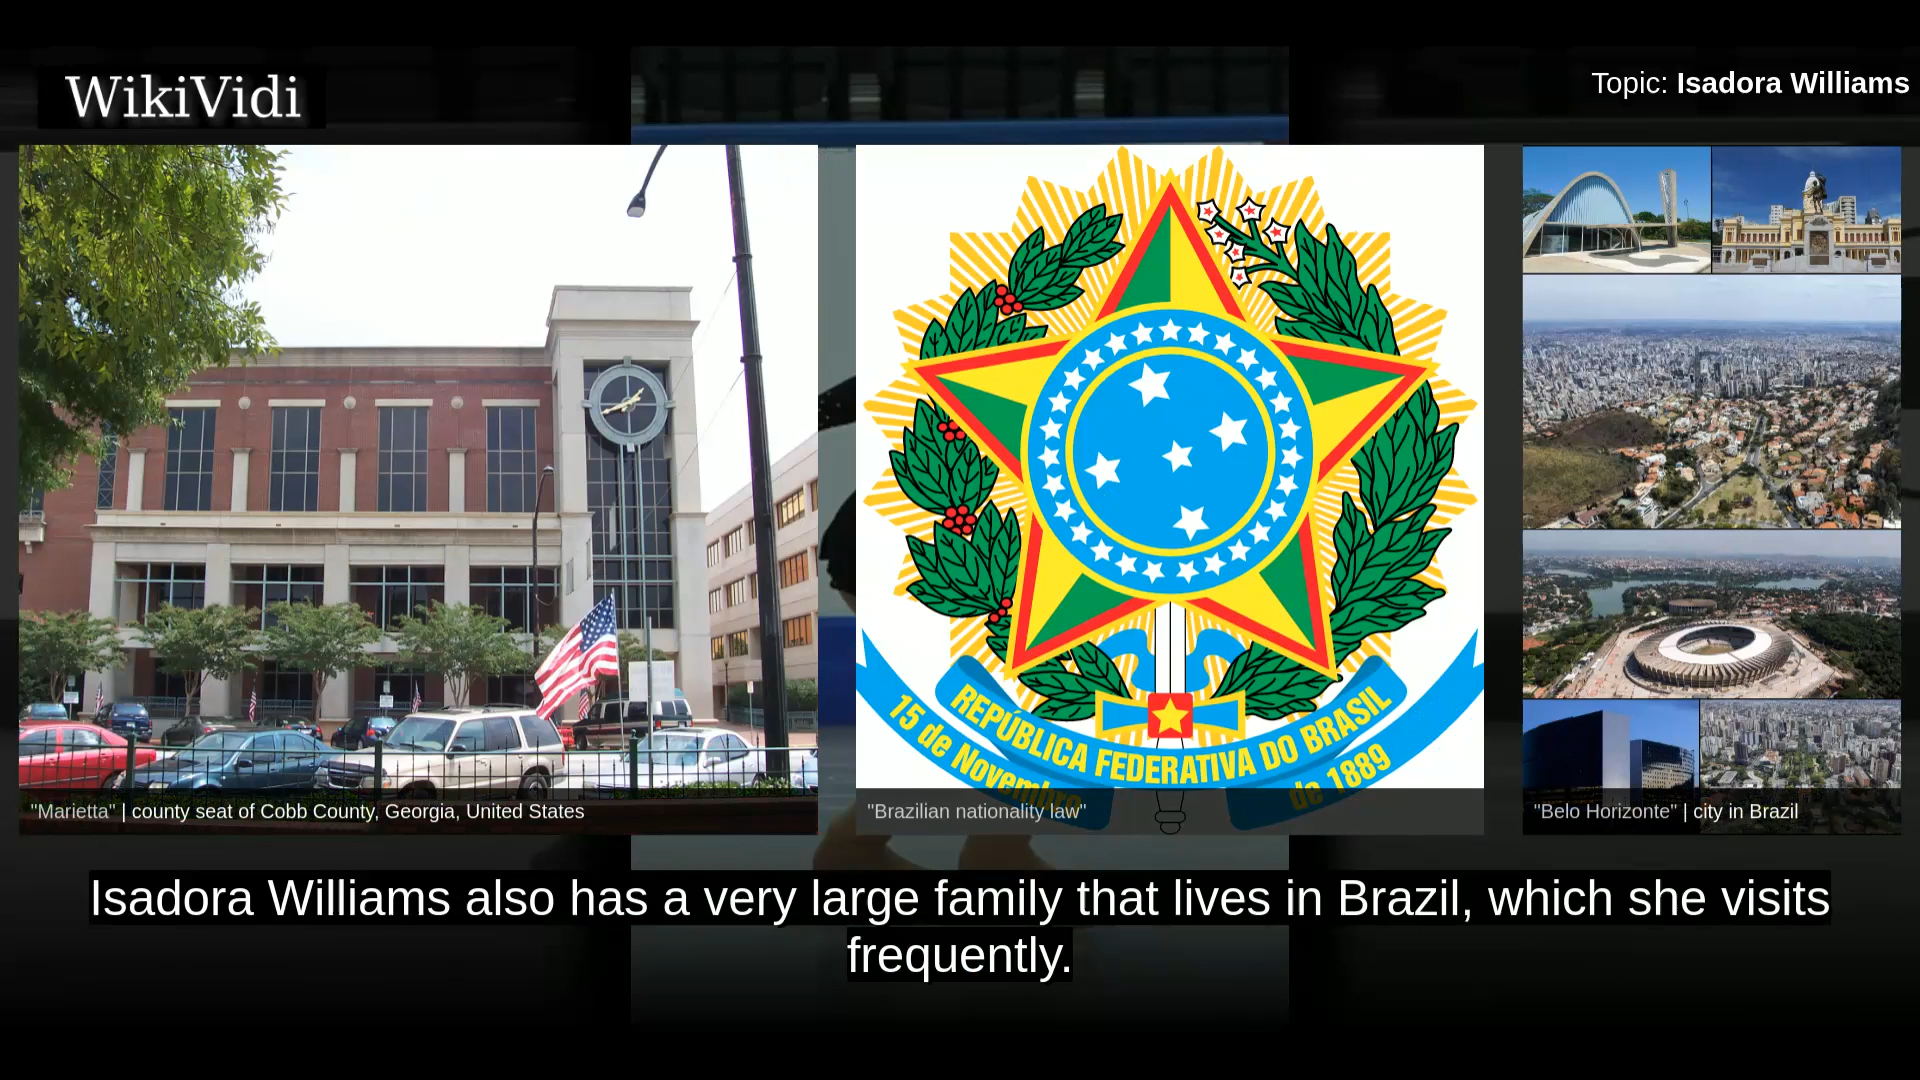 WikiVidi
Topic: Isadora Williams
"Marietta" | county seat of Cobb County, Georgia, United States
REPÚBLICA FEDERATIVA DO BRASIL
15 de Novembro
de 1889
"Brazilian nationality law"
"Belo Horizonte" | city in Brazil
Isadora Williams also has a very large family that lives in Brazil, which she visits
frequently.